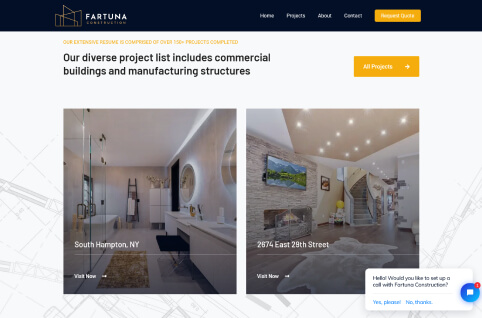 FARTUNA
CONSTRUCTION
Home
Projects
About
Contact
Request Quote
OUR EXTENSIVE RESUME IS COMPRISED OF OVER 150+ PROJECTS COMPLETED
Our diverse project list includes commercial
buildings and manufacturing structures
All Projects
South Hampton, NY
Visit Now
2674 East 29th Street
Visit Now
Hello! Would you like to set up a
call with Fartuna Construction?
Yes, please!
No, thanks.
1